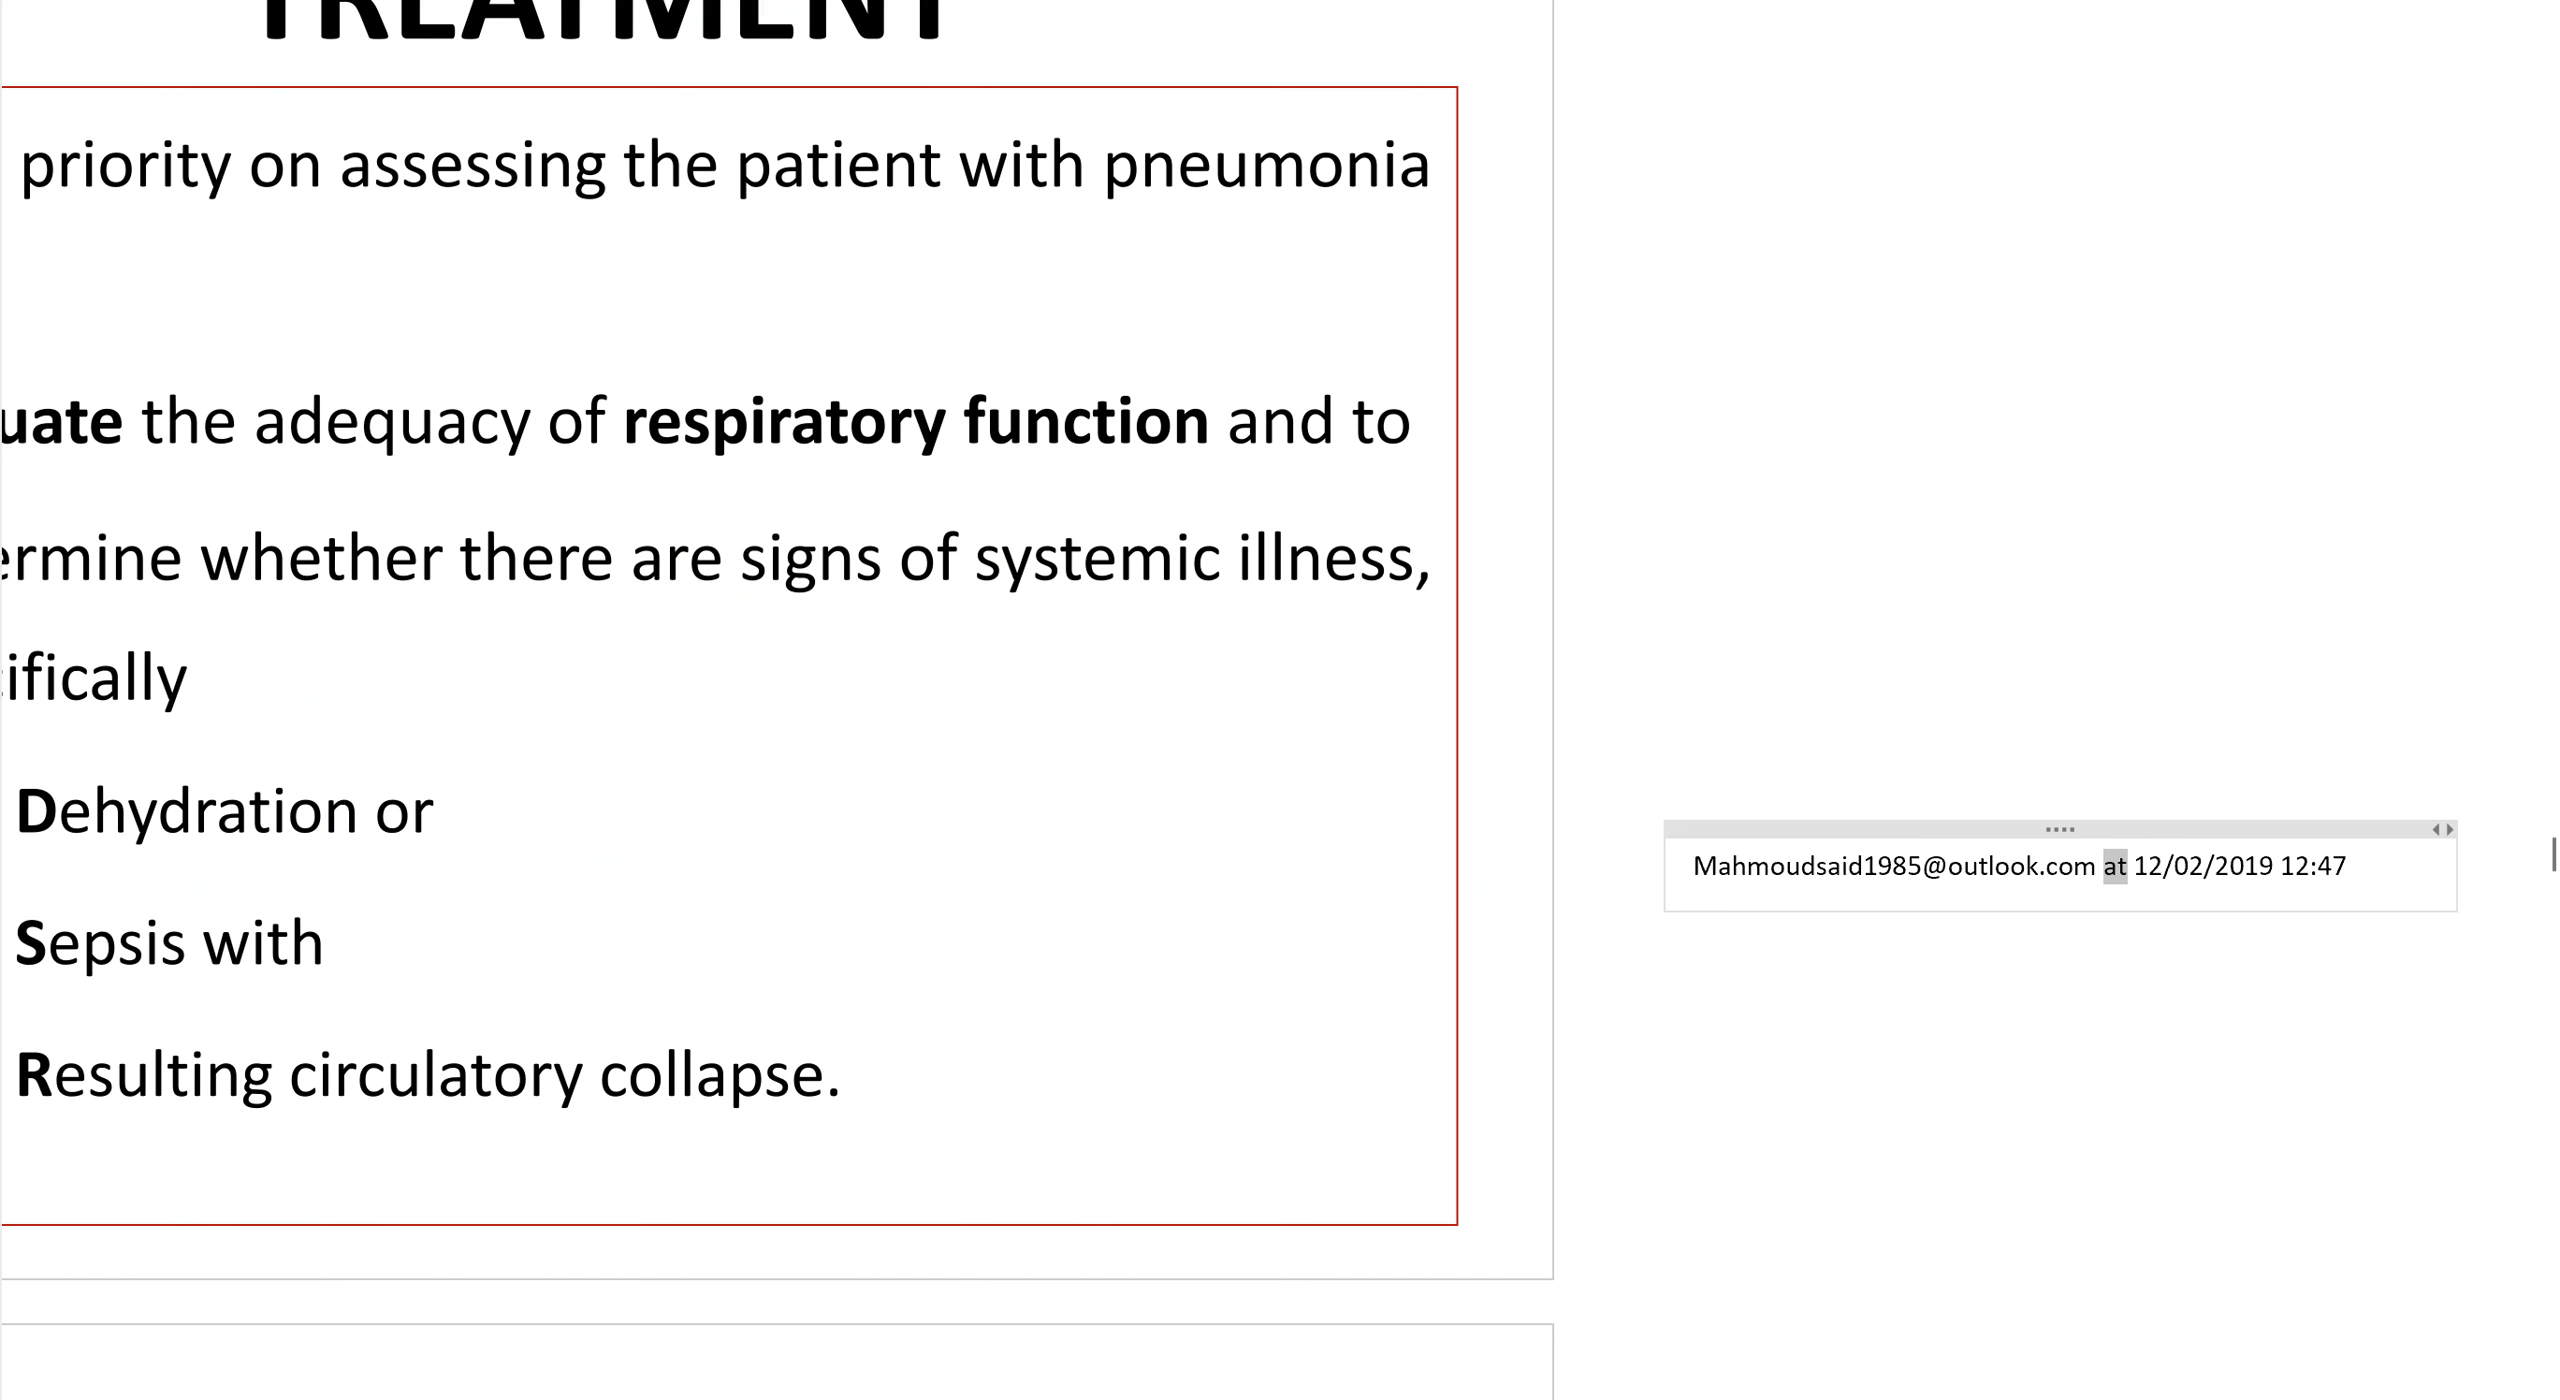 TREATMENT
priority on assessing the patient with pneumonia
uate the adequacy of respiratory function and to
ermine whether there are signs of systemic illness,
ifically
Dehydration or
Sepsis with
Resulting circulatory collapse.
Mahmoudsaid1985@outlook.com at 12/02/2019 12:47